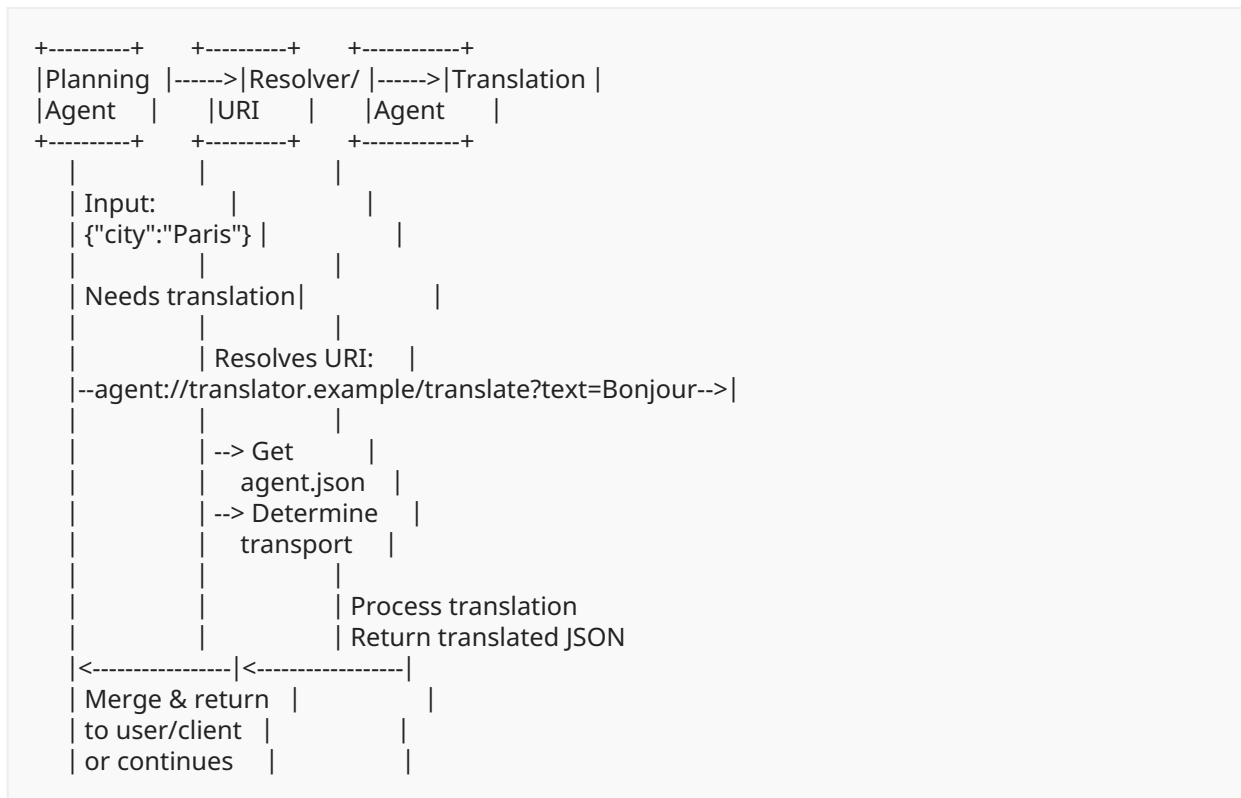 +----------+       +----------+       +------------+
|Planning  |------>|Resolver/ |------>|Translation |
|Agent     |       |URI       |       |Agent       |
+----------+       +----------+       +------------+
     |                  |                   |
     | Input:           |                   |
     | {"city":"Paris"} |                   |
     |                  |                   |
     | Needs translation|                   |
     |                  |                   |
     |                  | Resolves URI:     |
     |--agent://translator.example/translate?text=Bonjour-->|
     |                  |                   |
     |                  | --> Get           |
     |                  |     agent.json    |
     |                  | --> Determine     |
     |                  |     transport     |
     |                  |                   |
     |                  |                   | Process translation
     |                  |                   | Return translated JSON
     |<-----------------|<------------------|
     | Merge & return   |                   |
     | to user/client   |                   |
     | or continues     |                   |